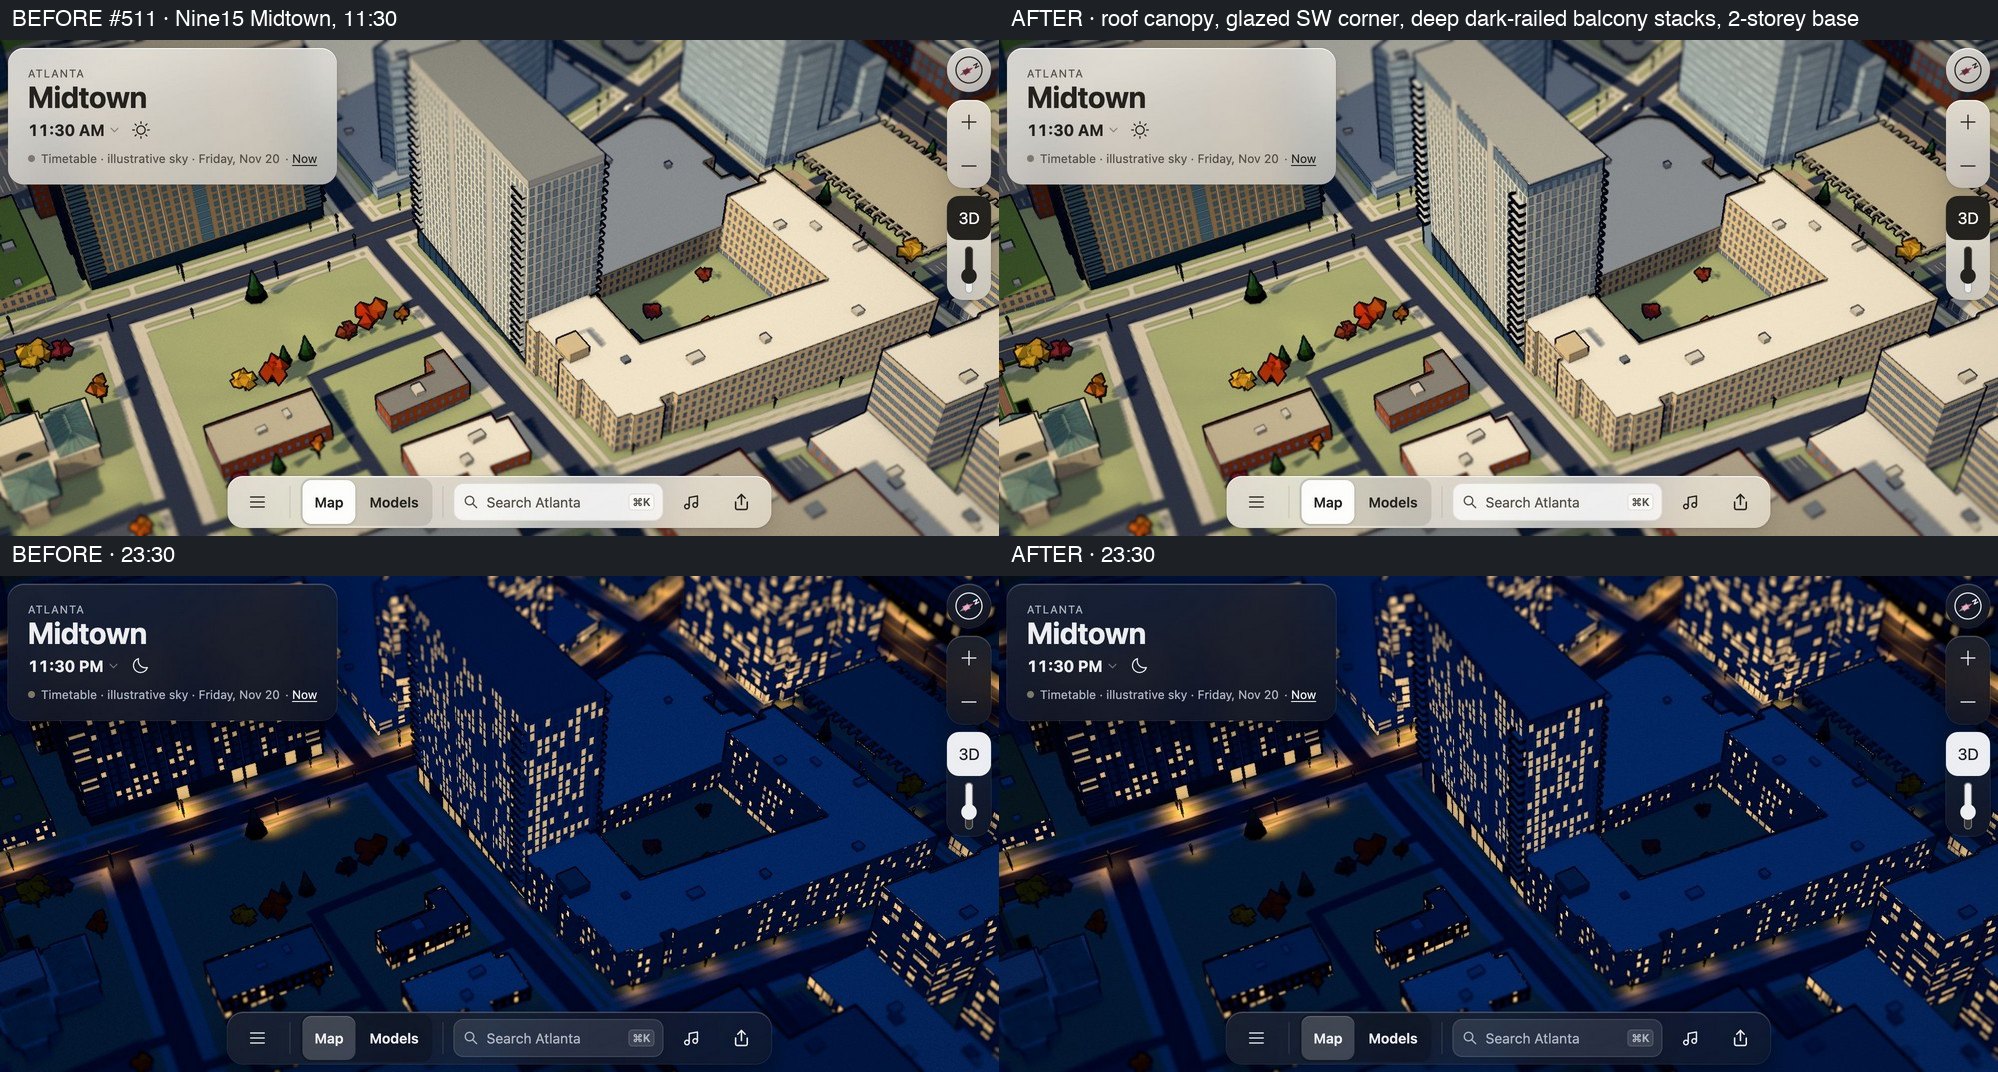 BEFORE #511 · Nine15 Midtown, 11:30
ATLANTA
Midtown
11:30 AM
Timetable · illustrative sky · Friday, Nov 20 · Now
3D
Map
Models
Search Atlanta
⌘K
AFTER · roof canopy, glazed SW corner, deep dark-railed balcony stacks, 2-storey base
ATLANTA
Midtown
11:30 AM
Timetable · illustrative sky · Friday, Nov 20 · Now
3D
Map
Models
Search Atlanta
⌘K
BEFORE · 23:30
ATLANTA
Midtown
11:30 PM
Timetable · illustrative sky · Friday, Nov 20 · Now
3D
Map
Models
Search Atlanta
⌘K
AFTER · 23:30
ATLANTA
Midtown
11:30 PM
Timetable · illustrative sky · Friday, Nov 20 · Now
3D
Map
Models
Search Atlanta
⌘K